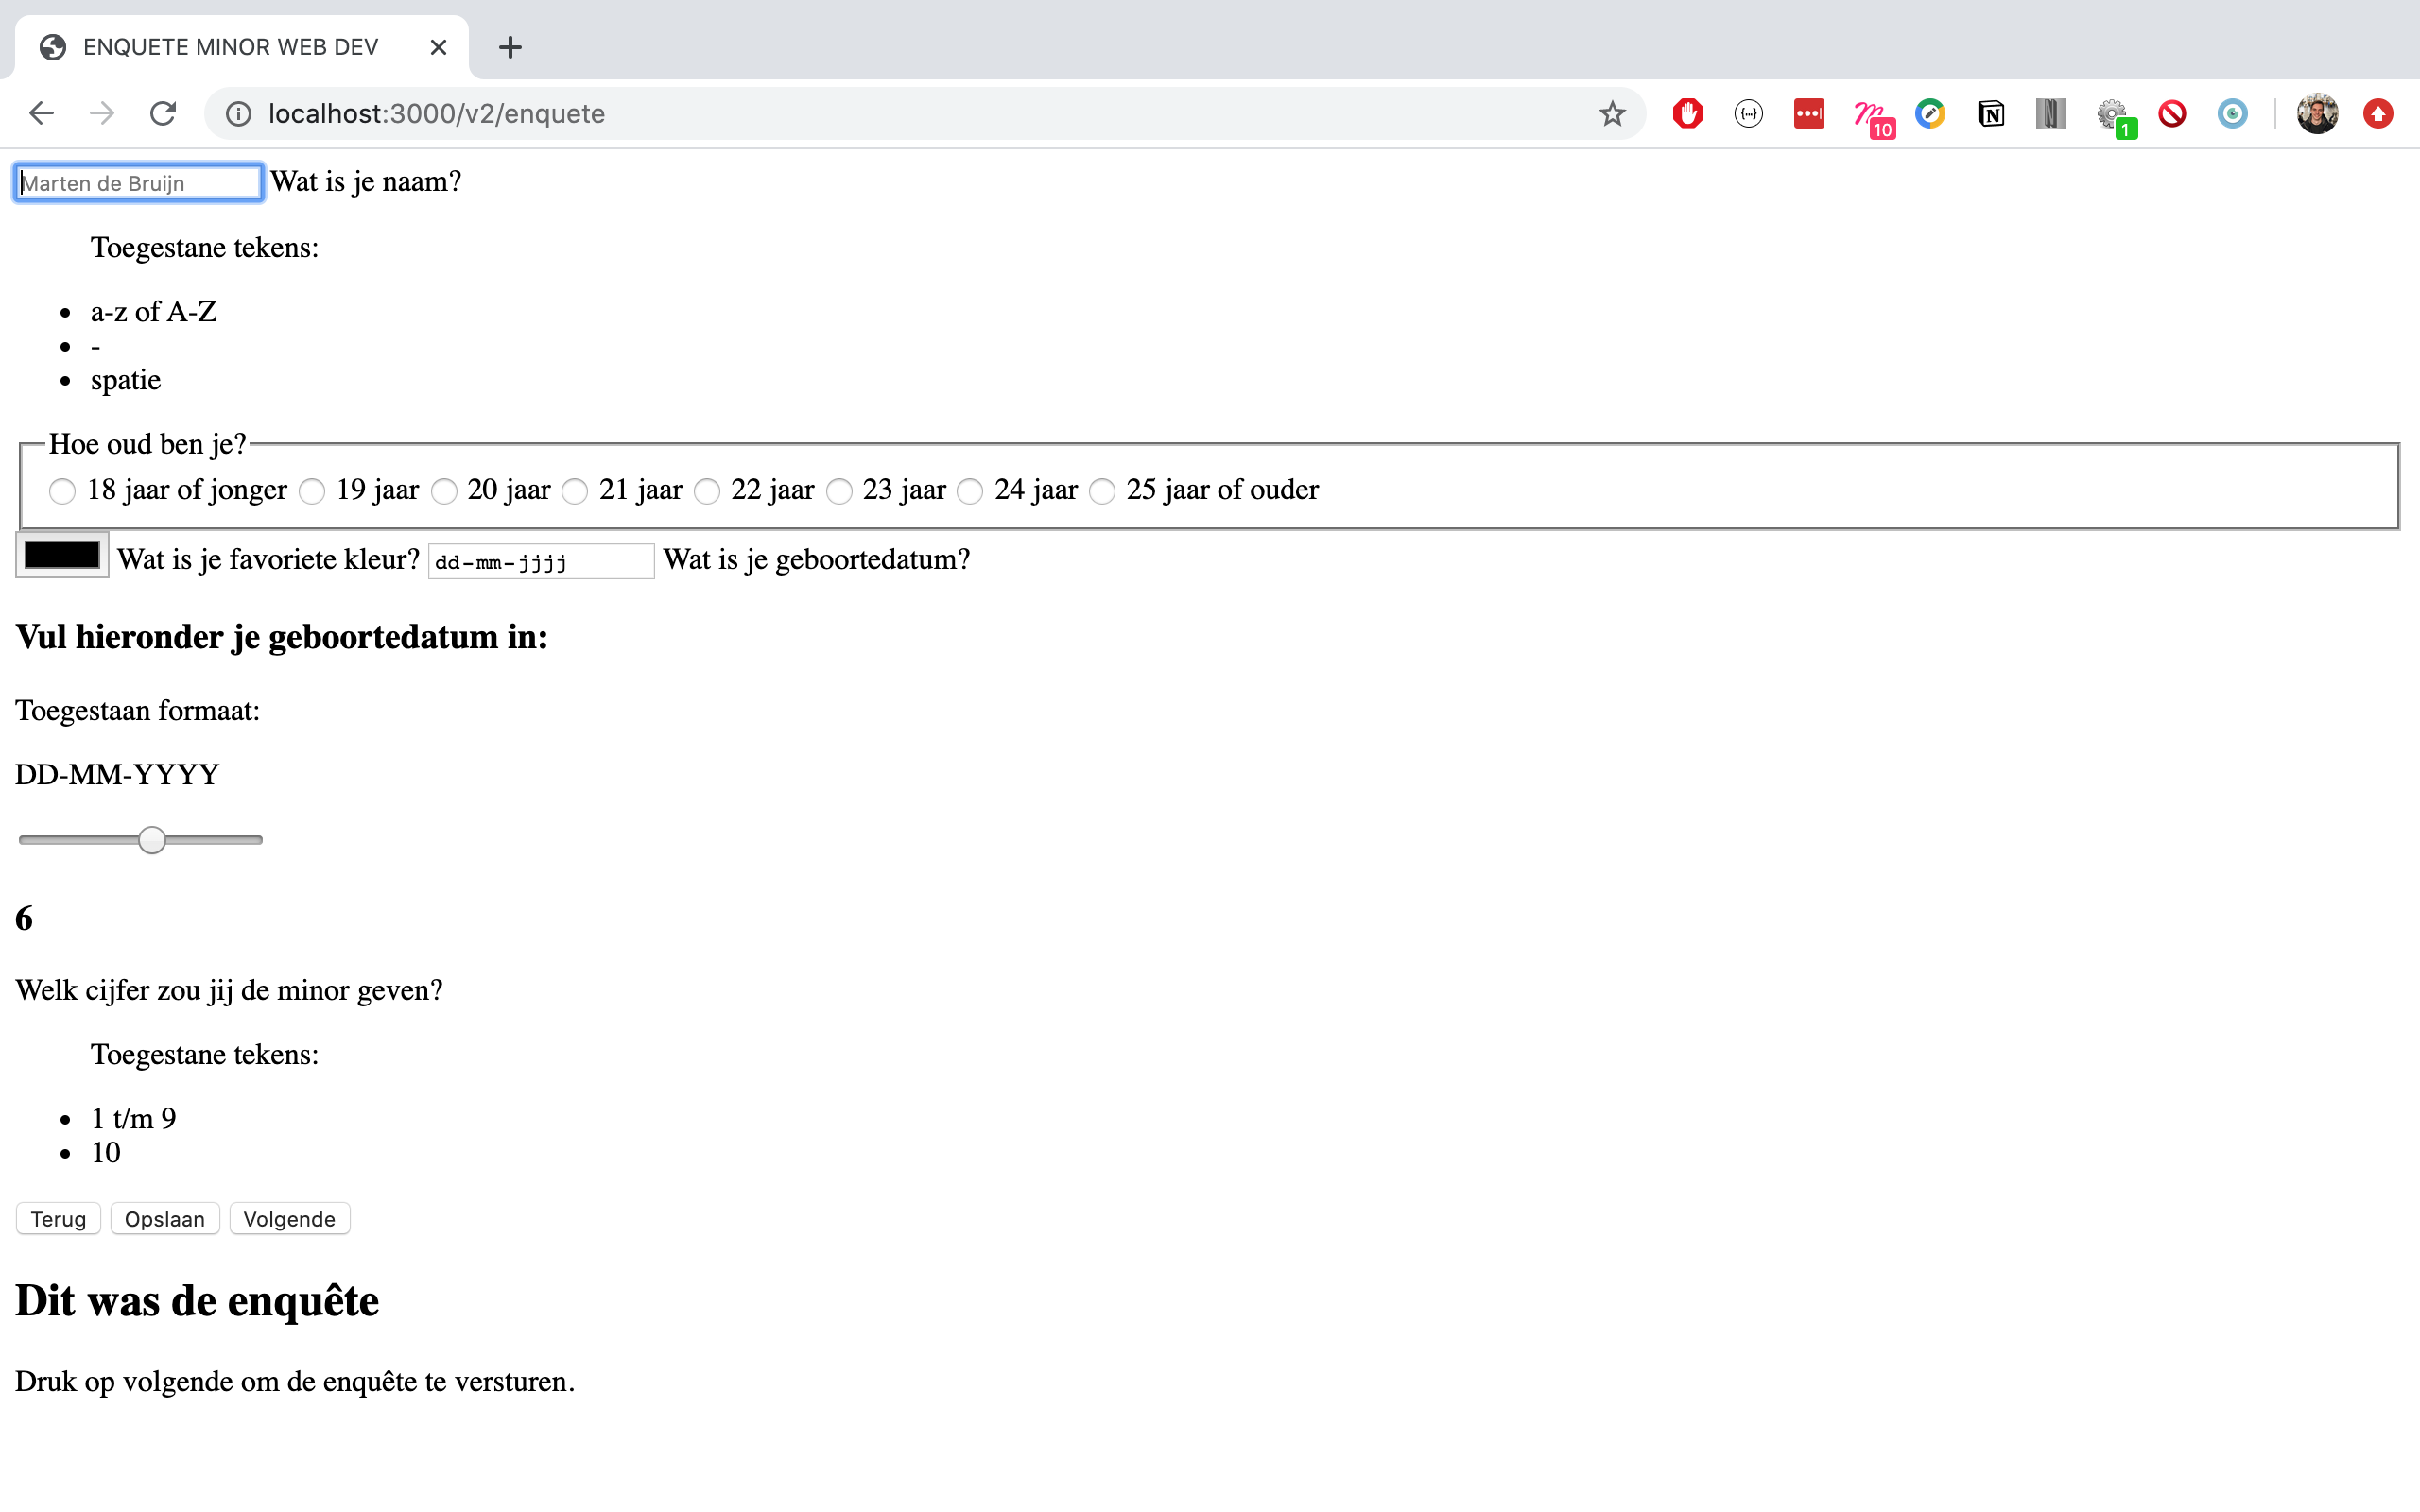 ENQUETE MINOR WEB DEV
localhost:3000/v2/enquete
10
1
Marten de Bruijn Wat is je naam?
Toegestane tekens:
a-z of A-Z
-
spatie
Hoe oud ben je?
18 jaar of jonger 19 jaar 20 jaar 21 jaar 22 jaar 23 jaar 24 jaar 25 jaar of ouder
Wat is je favoriete kleur? dd-mm-jjjj Wat is je geboortedatum?
Vul hieronder je geboortedatum in:
Toegestaan formaat:
DD-MM-YYYY
6
Welk cijfer zou jij de minor geven?
Toegestane tekens:
1 t/m 9
10
Terug Opslaan Volgende
Dit was de enquête
Druk op volgende om de enquête te versturen.